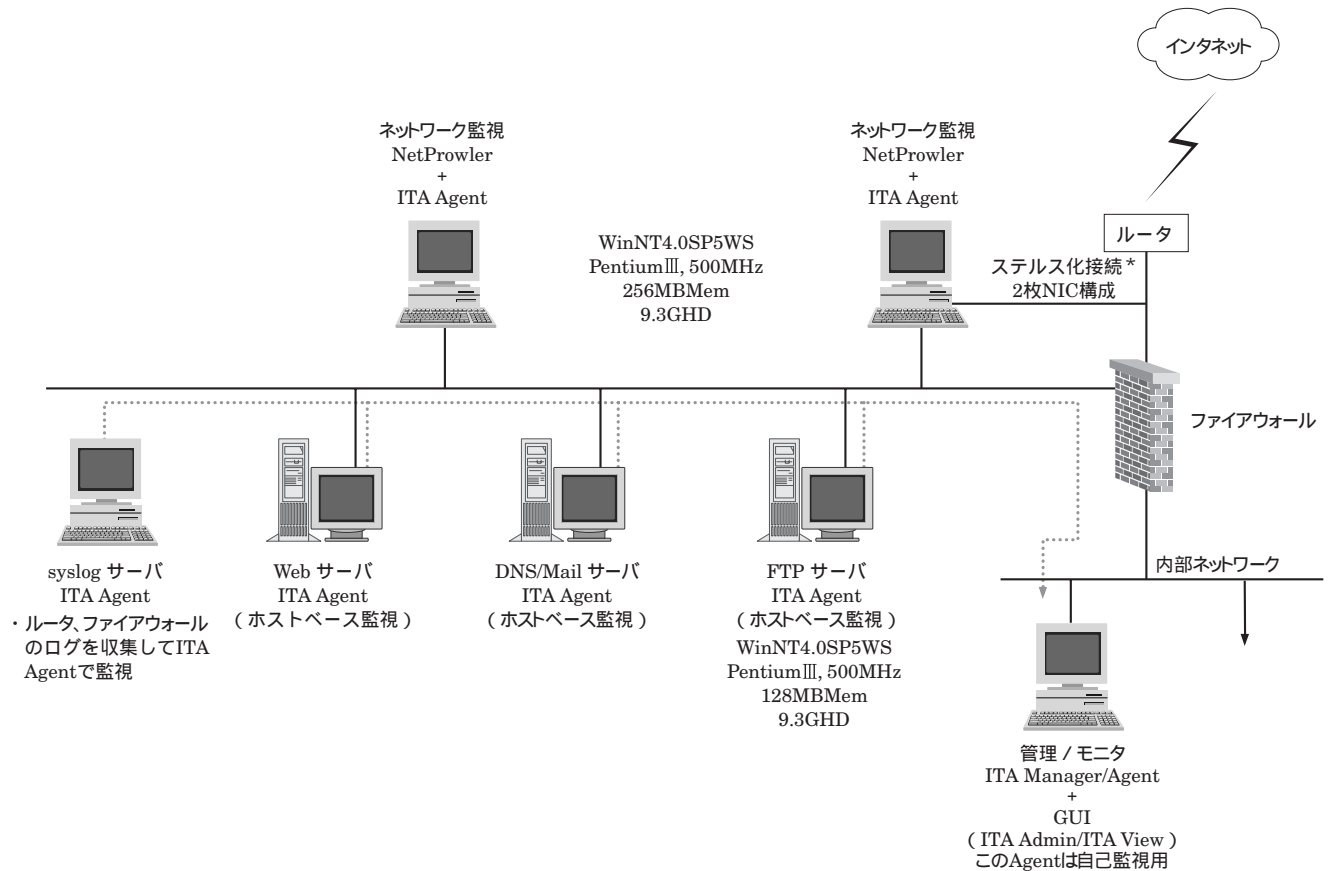 インタネット
ネットワーク監視
NetProwler
+
ITA Agent
ネットワーク監視
NetProwler
+
ITA Agent
WinNT4.0SP5WS
PentiumⅢ, 500MHz
256MBMem
9.3GHD
ルータ
ステルス化接続*
2枚NIC構成
ファイアウォール
syslog サーバ
ITA Agent
・ルータ、ファイアウォール
のログを収集してITA
Agentで監視
Web サーバ
ITA Agent
(ホストベース監視)
DNS/Mail サーバ
ITA Agent
(ホストベース監視)
FTP サーバ
ITA Agent
(ホストベース監視)
WinNT4.0SP5WS
PentiumⅢ, 500MHz
128MBMem
9.3GHD
内部ネットワーク
管理 / モニタ
ITA Manager/Agent
+
GUI
( ITA Admin/ITA View )
このAgentは自己監視用